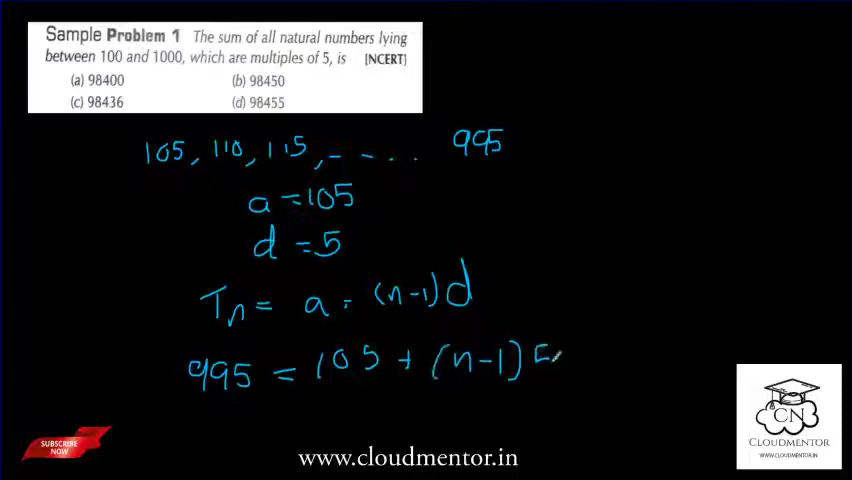 Sample Problem 1 The sum of all natural numbers lying
between 100 and 1000, which are multiples of 5, is [NCERT]
(a) 98400 (b) 98450
(c) 98436 (d) 98455
105, 110, 115, - - . . . 995
a = 105
d = 5
Tn = a - (n-1) d
995 = 105 + (n-1) 5
SUBSCRIBE
NOW
www.cloudmentor.in
CN
CLOUDMENTOR
WWW.CLOUDMENTOR.IN